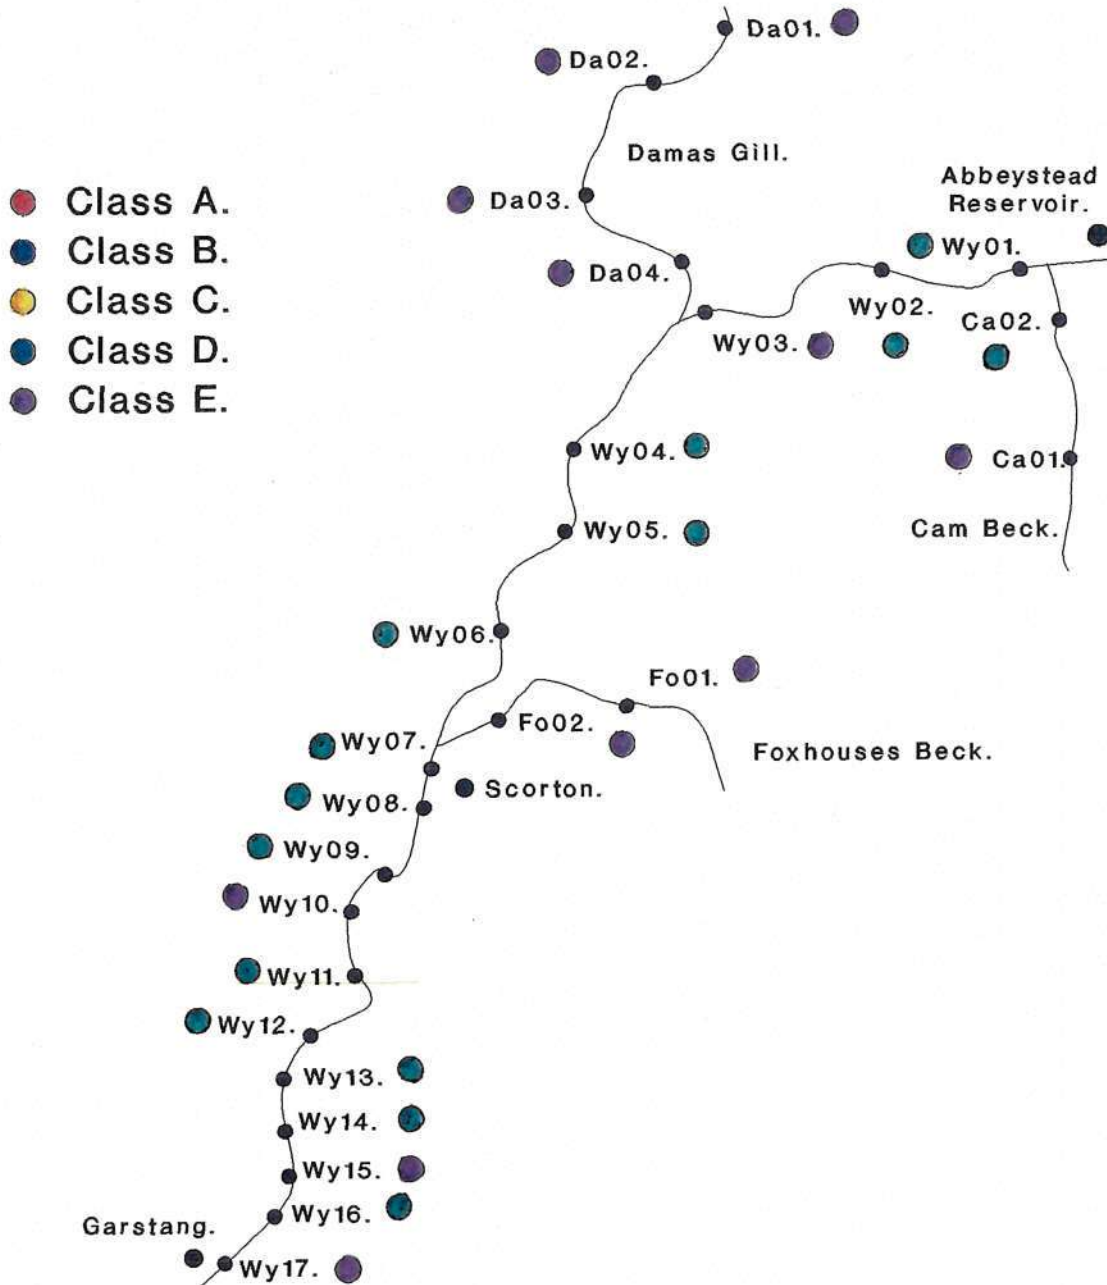 Da01.
Da02.
Damas Gill.
Abbeystead
Reservoir.
Class A.
Da03.
Class B.
Wy01.
Da04.
Class C.
Wy02.
Ca02.
Class D.
Wy03.
Class E.
Wy04.
Ca01.
Wy05.
Cam Beck.
Wy06.
Fo01.
Fo02.
Wy07.
Foxhouses Beck.
Scorton.
Wy08.
Wy09.
Wy10.
Wy11.
Wy12.
Wy13.
Wy14.
Wy15.
Wy16.
Garstang.
Wy17.